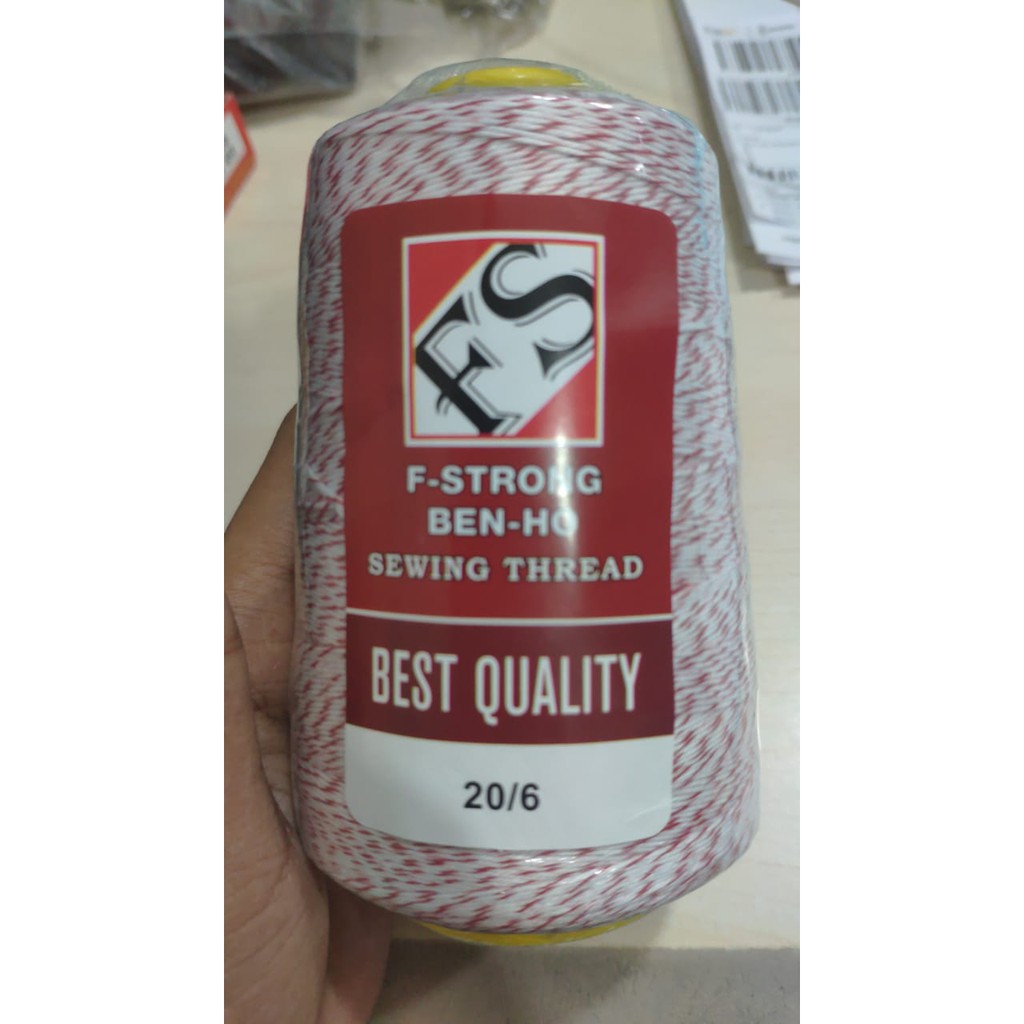 FS
F-STRONG
BEN-HO
SEWING THREAD
BEST QUALITY
20/6